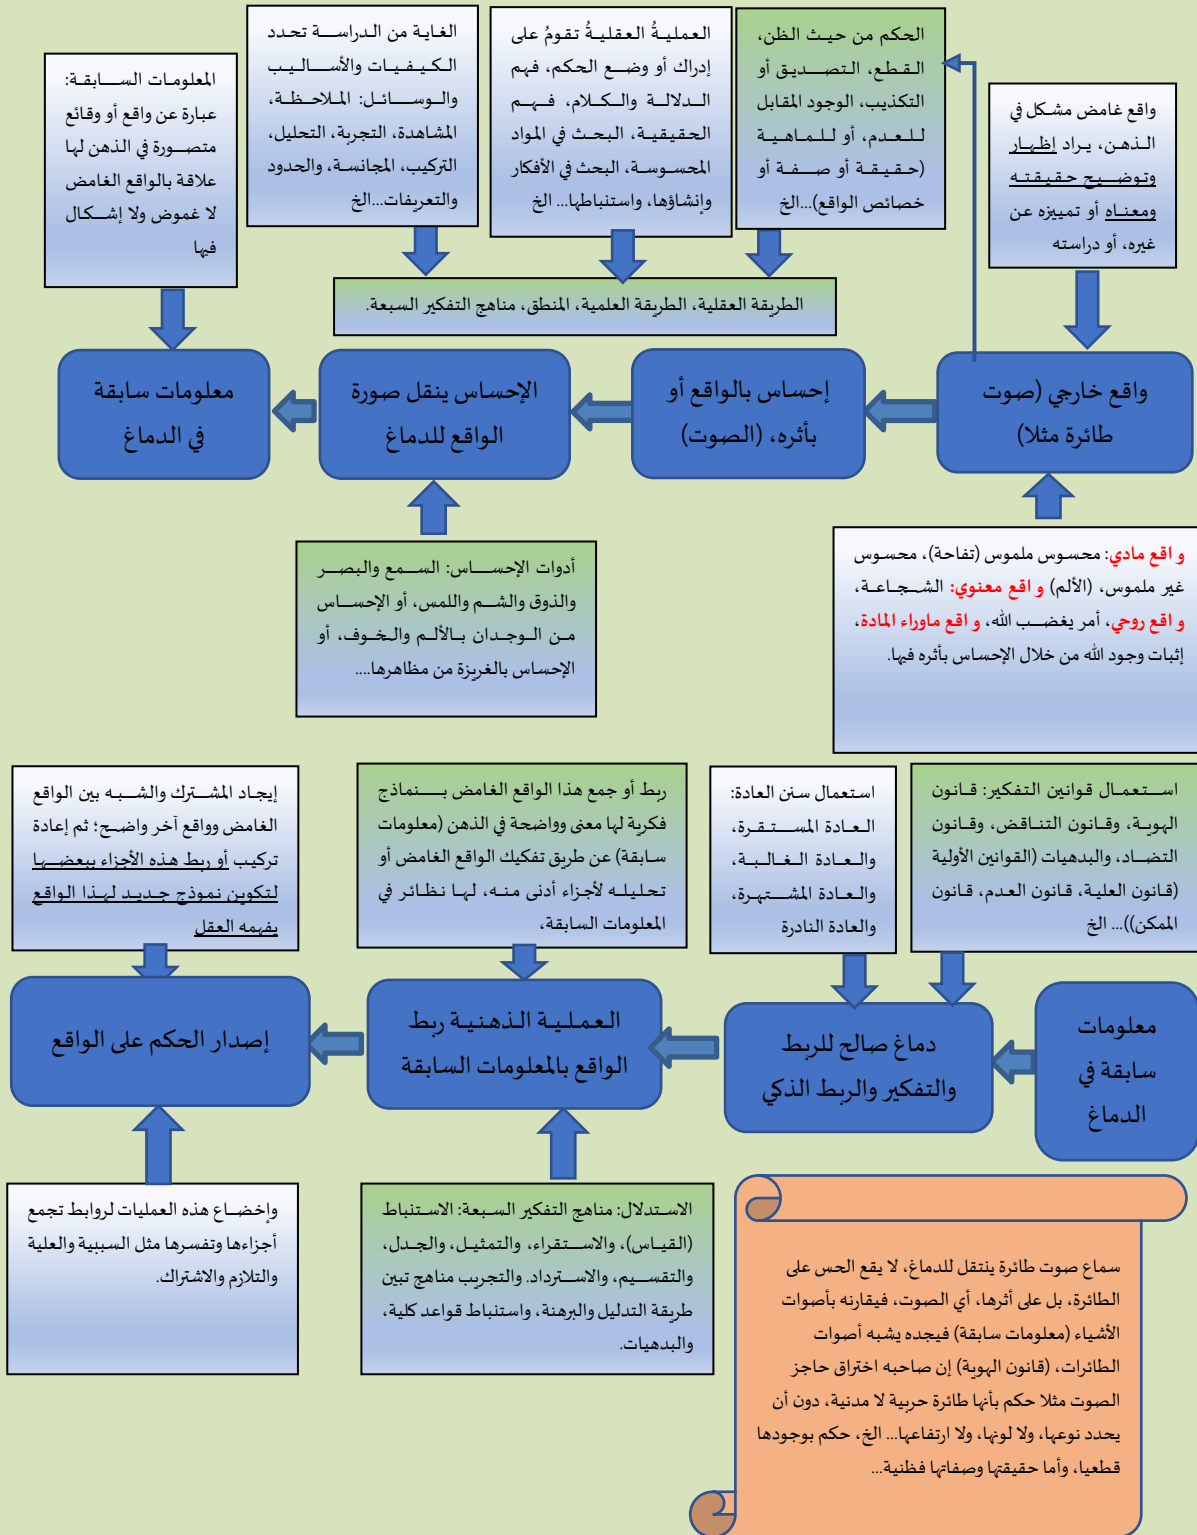 واقع غامض مشكل في
الذهن، يراد إظهار
وتوضيح حقيقته
ومعناه أو تمييزه عن
غيره، أو دراسته
الحكم من حيث الظن،
القطع، التصديق أو
التكذيب، الوجود المقابل
للعدم، أو للماهية
(حقيقة أو صفة أو
خصائص الواقع)...الخ
العمليةُ العقليةُ تقومُ على
إدراك أو وضع الحكم، فهم
الدلالة والكلام، فهم
الحقيقية، البحث في المواد
المحسوسة، البحث في الأفكار
وإنشاؤها، واستنباطها... الخ
الغاية من الدراسة تحدد
الكيفيات والأساليب
والوسائل: الملاحظة،
المشاهدة، التجربة، التحليل،
التركيب، المجانسة، والحدود
والتعريفات...الخ
المعلومات السابقة:
عبارة عن واقع أو وقائع
متصورة في الذهن لها
علاقة بالواقع الغامض
لا غموض ولا إشكال
فيها
الطريقة العقلية، الطريقة العلمية، المنطق، مناهج التفكير السبعة.
واقع خارجي (صوت
طائرة مثلا)
إحساس بالواقع أو
بأثره، (الصوت)
الإحساس ينقل صورة
الواقع للدماغ
معلومات سابقة
في الدماغ
واقع مادي: محسوس ملموس (تفاحة)، محسوس
غير ملموس، (الألم) واقع معنوي: الشجاعة،
واقع روحي، أمر يغضب الله، واقع ماوراء المادة،
إثبات وجود الله من خلال الإحساس بأثره فيها.
أدوات الإحساس: السمع والبصر
والذوق والشم واللمس، أو الإحساس
من الوجدان بالألم والخوف، أو
الإحساس بالغريزة من مظاهرها....
استعمال قوانين التفكير: قانون
الهوية، وقانون التناقض، وقانون
التضاد، والبدهيات (القوانين الأولية
(قانون العلية، قانون العدم، قانون
الممكن))... الخ
استعمال سنن العادة:
العادة المستقرة،
والعادة الغالبة،
والعادة المشتهرة،
والعادة النادرة
ربط أو جمع هذا الواقع الغامض بنماذج
فكرية لها معنى وواضحة في الذهن (معلومات
سابقة) عن طريق تفكيك الواقع الغامض أو
تحليله لأجزاء أدنى منه، لها نظائر في
المعلومات السابقة،
إيجاد المشترك والشبه بين الواقع
الغامض وواقع آخر واضح؛ ثم إعادة
تركيب أو ربط هذه الأجزاء ببعضها
لتكوين نموذج جديد لهذا الواقع
يفهمه العقل
معلومات
سابقة في
الدماغ
دماغ صالح للربط
والتفكير والربط الذكي
العملية الذهنية ربط
الواقع بالمعلومات السابقة
إصدار الحكم على الواقع
سماع صوت طائرة ينتقل للدماغ، لا يقع الحس على
الطائرة، بل على أثرها، أي الصوت، فيقارنه بأصوات
الأشياء (معلومات سابقة) فيجده يشبه أصوات
الطائرات، (قانون الهوية) إن صاحبه اختراق حاجز
الصوت مثلا حكم بأنها طائرة حربية لا مدنية، دون أن
يحدد نوعها، ولا لونها، ولا ارتفاعها... الخ، حكم بوجودها
قطعيا، وأما حقيقتها وصفاتها فظنية...
الاستدلال: مناهج التفكير السبعة: الاستنباط
(القياس)، والاستقراء، والتمثيل، والجدل،
والتقسيم، والاسترداد. والتجريب مناهج تبين
طريقة التدليل والبرهنة، واستنباط قواعد كلية،
والبدهيات.
وإخضاع هذه العمليات لروابط تجمع
أجزاءها وتفسرها مثل السببية والعلية
والتلازم والاشتراك.